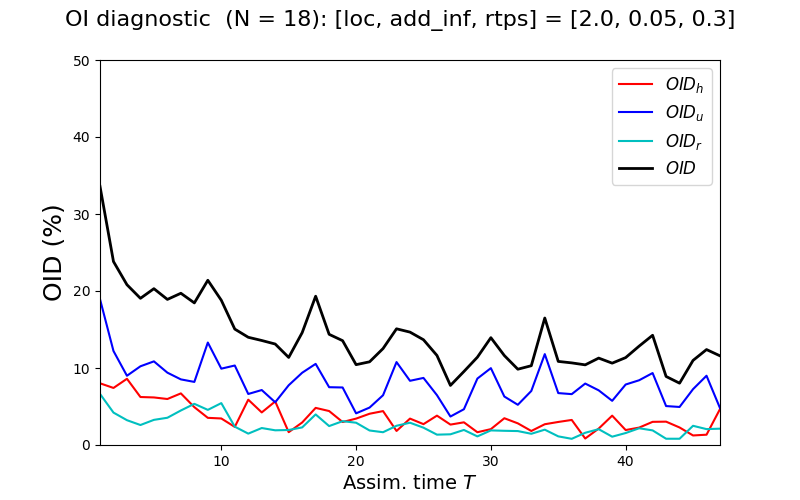 OI diagnostic (N = 18): [loc, add_inf, rtps] = [2.0, 0.05, 0.3]
50
40
30
20
10
0
OID (%)
OID_h
OID_u
OID_r
OID
10 20 30 40
Assim. time T